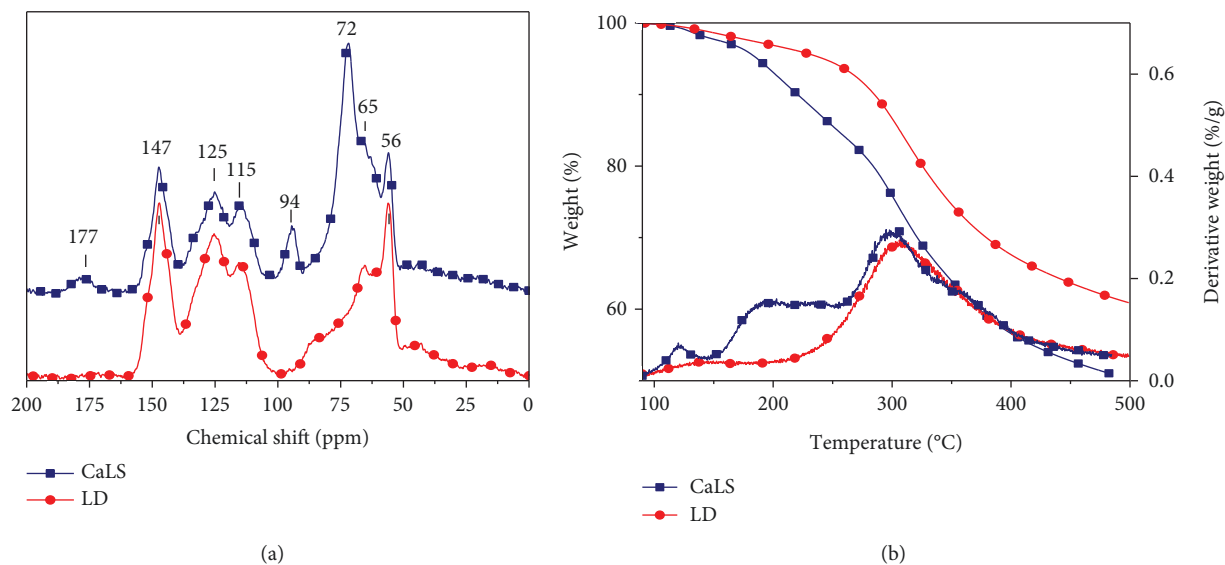 147
177
125
115
94
72
65
56
200
175
150
125
100
75
50
25
0
Chemical shift (ppm)
CaLS
LD
(a)
100
80
60
Weight (%)
0.6
0.4
0.2
0.0
Derivative weight (%/g)
100
200
300
400
500
Temperature (°C)
CaLS
LD
(b)